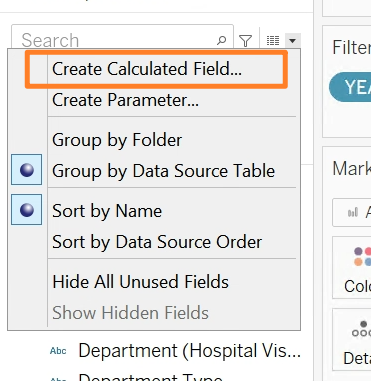 Search
Create Calculated Field...
Create Parameter...
Group by Folder
Group by Data Source Table
Sort by Name
Sort by Data Source Order
Hide All Unused Fields
Show Hidden Fields
Abc Department (Hospital Vis...
Abc Department Type
Filter
YEA
Mark
A
Colo
Deta